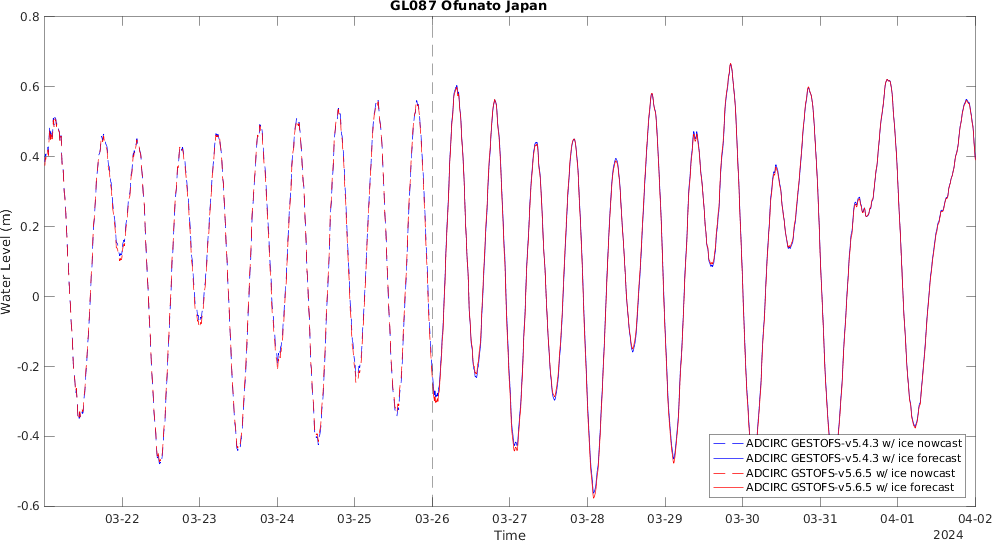 GL087 Ofunato Japan
0.8
0.6
0.4
0.2
0
-0.2
-0.4
-0.6
Water Level (m)
ADCIRC GESTOFS-v5.4.3 w/ ice nowcast
ADCIRC GESTOFS-v5.4.3 w/ ice forecast
ADCIRC GSTOFS-v5.6.5 w/ ice nowcast
ADCIRC GSTOFS-v5.6.5 w/ ice forecast
03-22 03-23 03-24 03-25 03-26 03-27 03-28 03-29 03-30 03-31 04-01 04-02
Time
2024